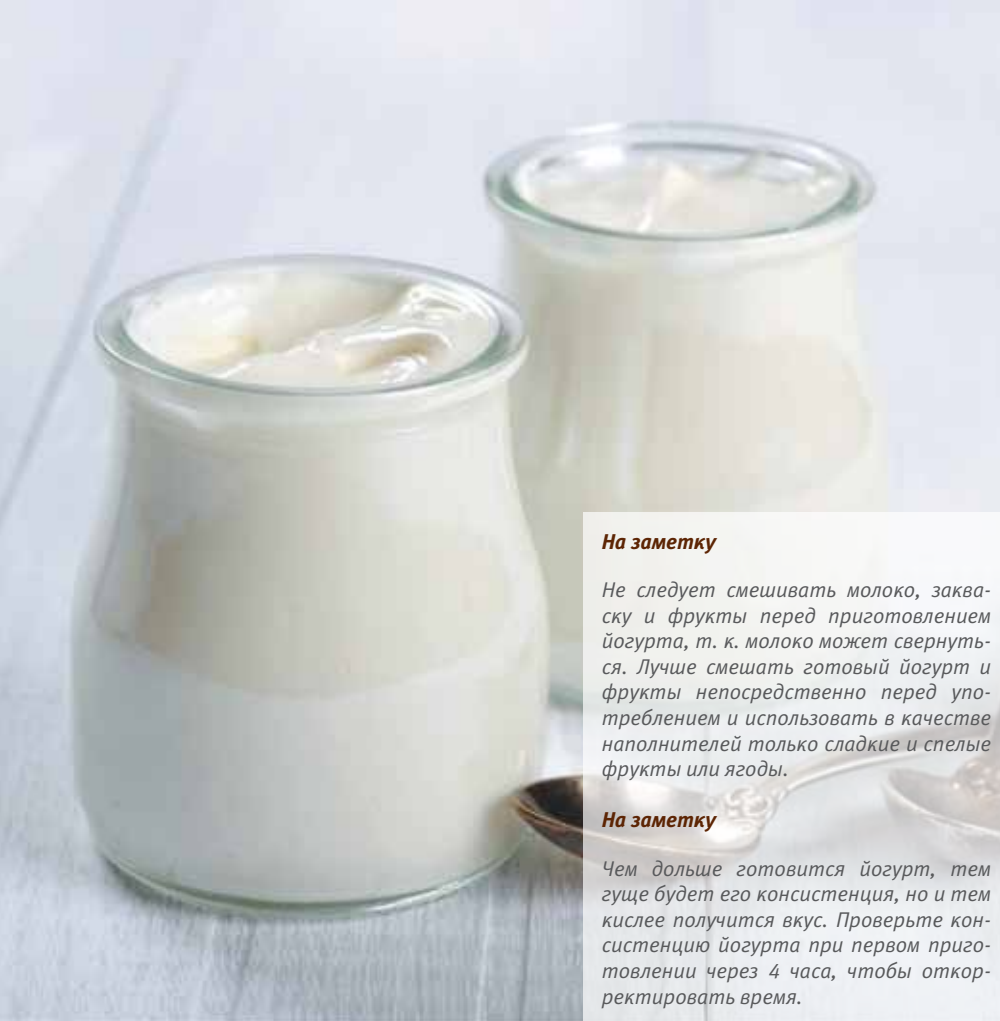 На заметку
Не следует смешивать молоко, заква-
ску и фрукты перед приготовлением
йогурта, т. к. молоко может свернуть-
ся. Лучше смешать готовый йогурт и
фрукты непосредственно перед упо-
треблением и использовать в качестве
наполнителей только сладкие и спелые
фрукты или ягоды.
На заметку
Чем дольше готовится йогурт, тем
гуще будет его консистенция, но и тем
кислее получится вкус. Проверьте кон-
систенцию йогурта при первом приго-
товлении через 4 часа, чтобы откор-
ректировать время.